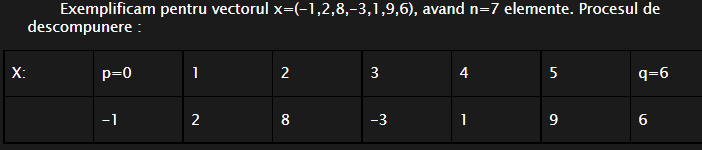 Exemplificam pentru vectorul x=(-1,2,8,-3,1,9,6), avand n=7 elemente. Procesul de
descompunere :
X: p=0 1 2 3 4 5 q=6
-1 2 8 -3 1 9 6